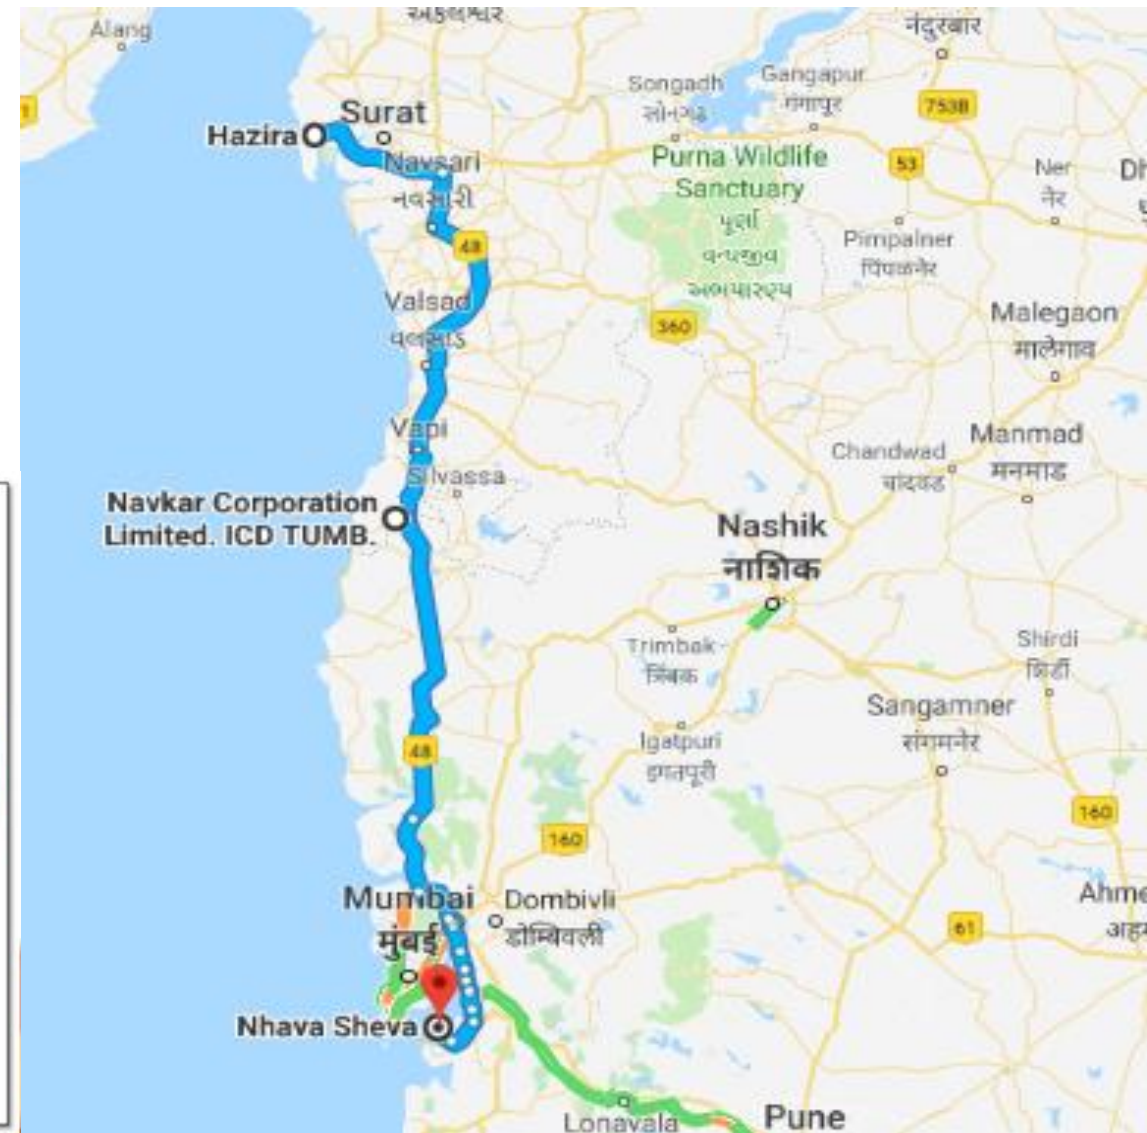 Alang
અંકલેશ્વર
नंदुरबार
Songadh
સોનગઢ
Gangapur
गंगापूर
753B
Surat
Hazira
Navsari
નવસારી
Purna Wildlife
Sanctuary
પૂર્ણા
વન્યજીવ
અભયારણ્ય
53
Ner
नेर
48
Pimpalner
पिंपळनेर
Valsad
વલસાડ
360
Malegaon
मालेगाव
Vapi
Silvassa
Chandwad
चांदवड
Manmad
मनमाड
Navkar Corporation
Limited. ICD TUMB.
Nashik
नाशिक
Trimbak
त्रिंबक
Shirdi
शिर्डी
Igatpuri
इगतपूरी
Sangamner
संगमनेर
48
160
160
Mumbai
मुंबई
Dombivli
डोम्बिवली
61
Ahme
अहम
Nhava Sheva
Lonavala
Pune